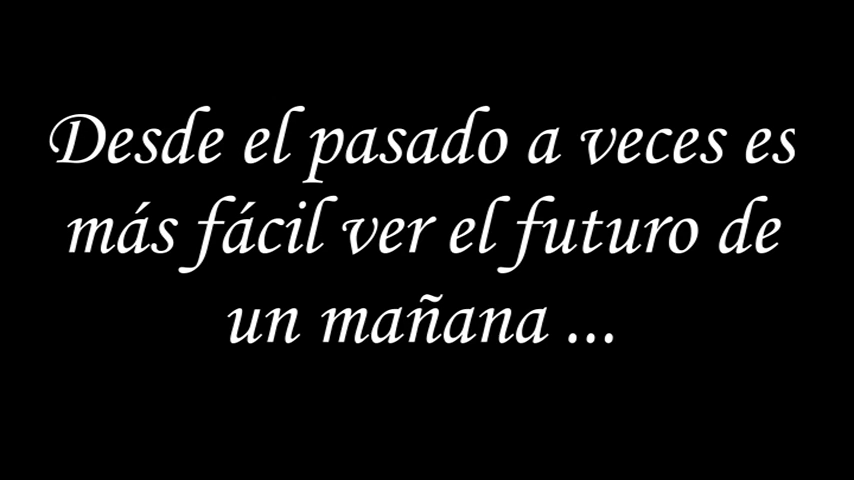 Desde el pasado a veces es
más fácil ver el futuro de
un mañana ...